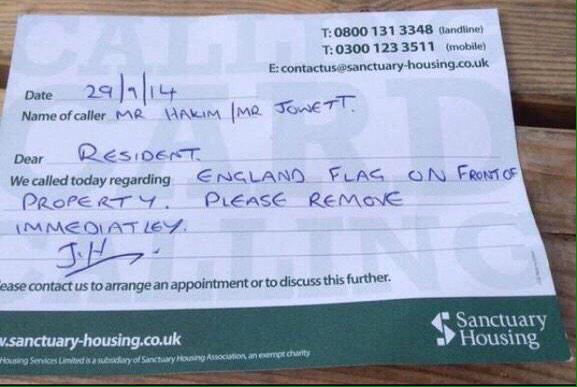 T: 0800 131 3348 (landline)
T: 0300 123 3511 (mobile)
E: contactus@sanctuary-housing.co.uk
CALLING CARD CALLING
Date 29/9/14
Name of caller MR HAKIM / MR JOWETT.
Dear RESIDENT.
We called today regarding ENGLAND FLAG ON FRONT OF
PROPERTY. PLEASE REMOVE
IMMEDIATLEY.
J.H
ease contact us to arrange an appointment or to discuss this further.
w.sanctuary-housing.co.uk
Sanctuary
Housing
Housing Services Limited is a subsidiary of Sanctuary Housing Association, an exempt charity